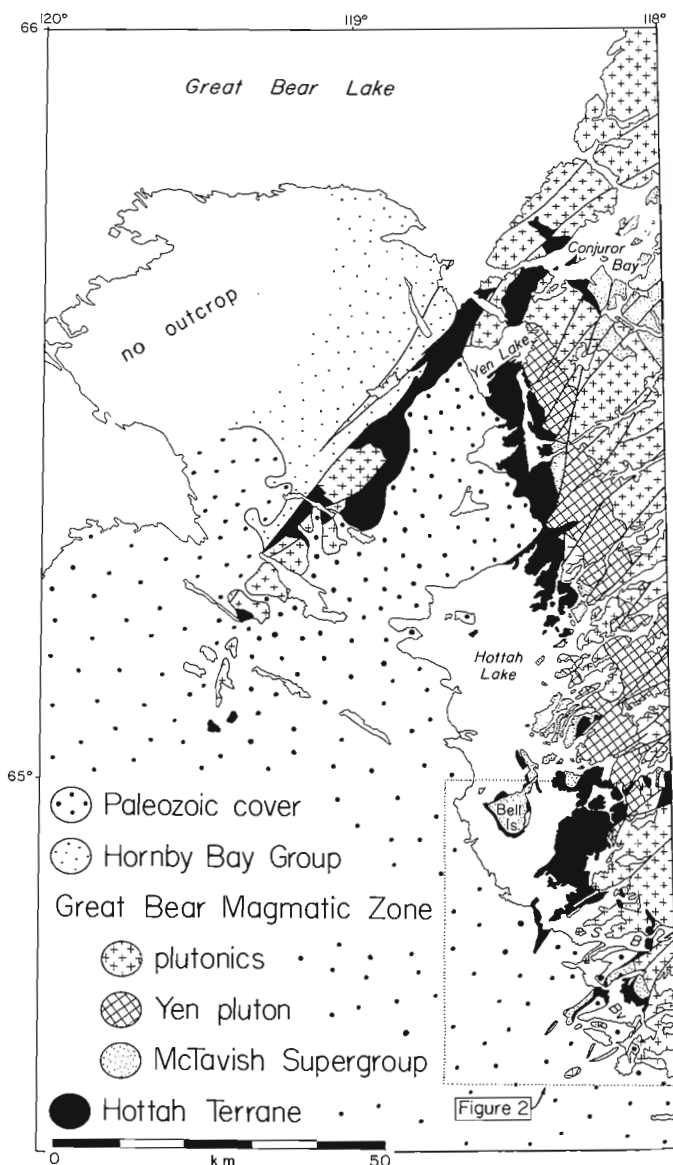 66
120°
119°
118°
Great Bear Lake
Conjuror
Bay
no outcrop
Yen Lake
Hottah
Lake
65°
Bell
Is.
Paleozoic cover
Hornby Bay Group
Great Bear Magmatic Zone
S
B
plutonics
Yen pluton
Bv
McTavish Supergroup
Hottah Terrane
Figure 2
0
km
50